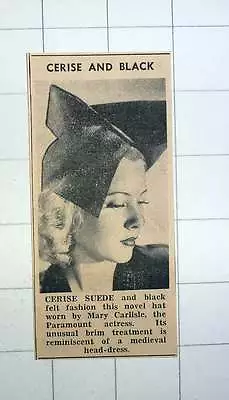 CERISE AND BLACK
CERISE SUEDE and black
felt fashion this novel hat
worn by Mary Carlisle, the
Paramount actress. Its
unusual brim treatment is
reminiscent of a medieval
head-dress.